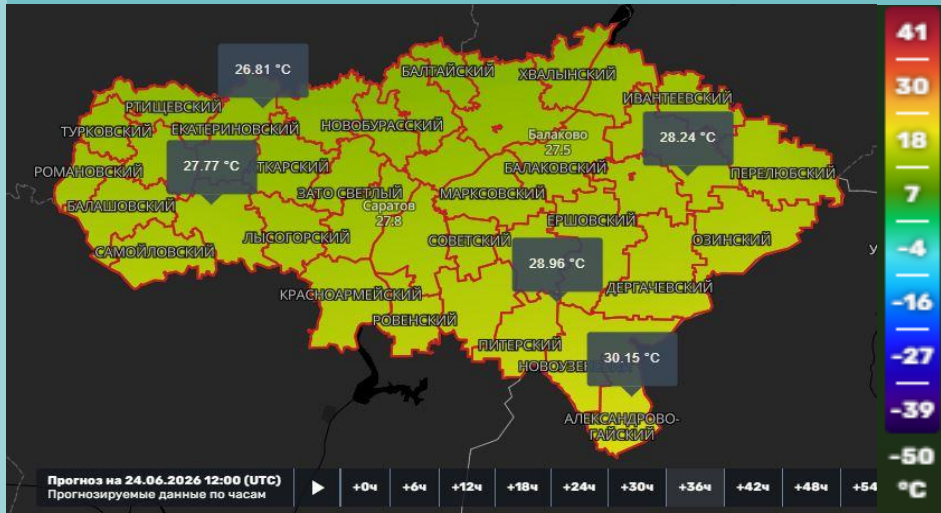 26.81 °C
БАЛТАЙСКИЙ
ХВАЛЫНСКИЙ
ИВАНТЕЕВСКИЙ
РТИЩЕВСКИЙ
ТУРКОВСКИЙ
ЕКАТЕРИНОВСКИЙ
НОВОБУРАССКИЙ
Балаково
27.5
28.24 °C
РОМАНОВСКИЙ
27.77 °C
ТКАРСКИЙ
БАЛАКОВСКИЙ
ПЕРЕЛЮБСКИЙ
ЗАТО СВЕТЛЫЙ
МАРКСОВСКИЙ
БАЛАШОВСКИЙ
Саратов
27.8
ЕРШОВСКИЙ
САМОЙЛОВСКИЙ
ЛЫСОГОРСКИЙ
СОВЕТСКИЙ
ОЗИНСКИЙ
У
28.96 °C
КРАСНОАРМЕЙСКИЙ
ДЕРГАЧЕВСКИЙ
РОВЕНСКИЙ
ПИТЕРСКИЙ
НОВОУЗЕ
30.15 °C
АЛЕКСАНДРОВО-
ГАЙСКИЙ
41
30
18
7
-4
-16
-27
-39
-50
°C
Прогноз на 24.06.2026 12:00 (UTC)
Прогнозируемые данные по часам
+0ч +6ч +12ч +18ч +24ч +30ч +36ч +42ч +48ч +54